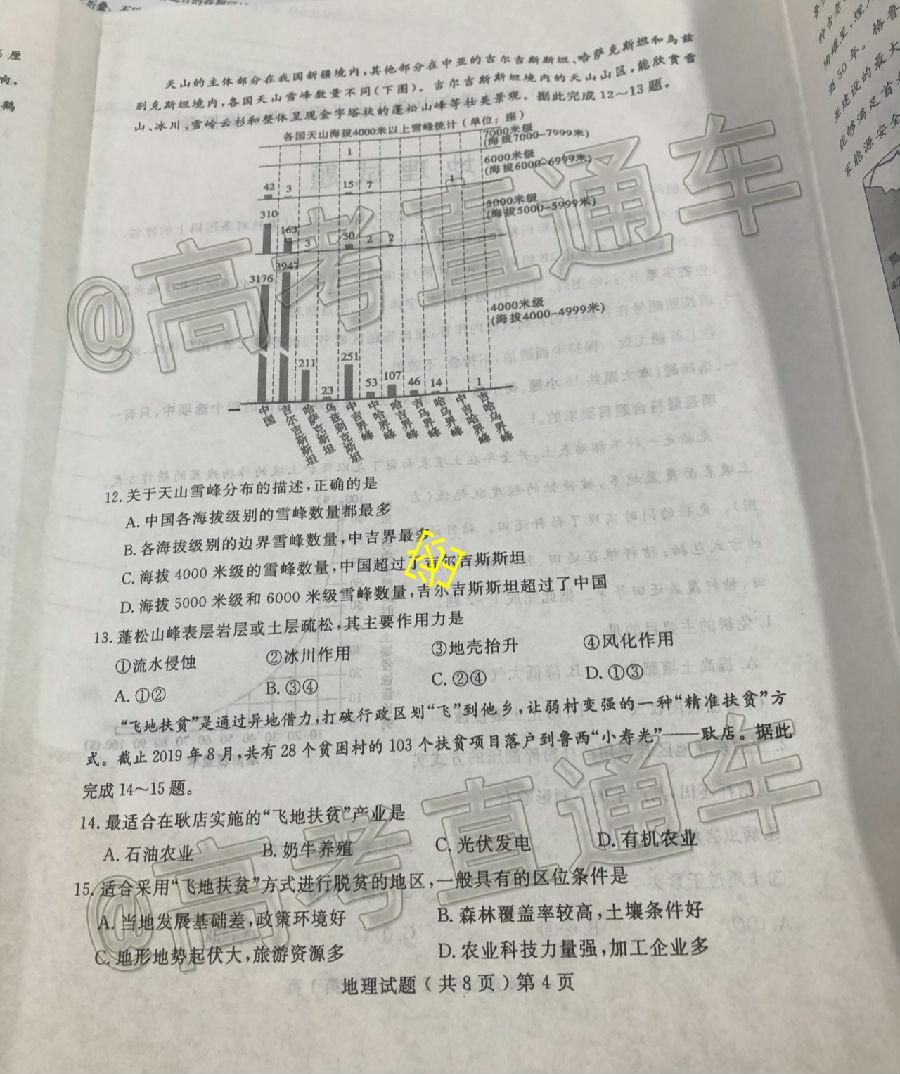 天山的主体部分在我国新疆境内,其他部分在中亚的吉尔吉斯斯坦、哈萨克斯坦和乌兹
别克斯坦境内,各国天山雪峰数量不同(下图)。吉尔吉斯斯坦境内的天山山区,能欣赏雪
山、冰川、雪岭云杉和整体呈现金字塔状的蓬松山峰等壮美景观。据此完成12~13题。
各国天山海拔4000米以上雪峰统计(单位:座)
7000米级
(海拔7000-7999米)
1
6000米级
(海拔6000-6999米)
42 3 15 7 1
5000米级
(海拔5000-5999米)
310 163 3 50 2 2
4000米级
(海拔4000-4999米)
3176 3947 211 23 251 53 107 46 14 1
中国
吉尔吉斯斯坦
哈萨克斯坦
乌兹别克斯坦
中吉界峰
中哈界峰
哈吉界峰
吉乌界峰
哈乌界峰
中吉哈界峰
吉哈乌界峰
12.关于天山雪峰分布的描述,正确的是
A.中国各海拔级别的雪峰数量都最多
B.各海拔级别的边界雪峰数量,中吉界最多
C.海拔4000米级的雪峰数量,中国超过了吉尔吉斯斯坦
D.海拔5000米级和6000米级雪峰数量,吉尔吉斯斯坦超过了中国
13.蓬松山峰表层岩层或土层疏松,其主要作用力是
①流水侵蚀 ②冰川作用 ③地壳抬升 ④风化作用
A.①② B.③④ C.②④ D.①③
“飞地扶贫”是通过异地借力,打破行政区划“飞”到他乡,让弱村变强的一种“精准扶贫”方
式。截止2019年8月,共有28个贫困村的103个扶贫项目落户到鲁西“小寿光”——耿店。据此
完成14~15题。
14.最适合在耿店实施的“飞地扶贫”产业是
A.石油农业 B.奶牛养殖 C.光伏发电 D.有机农业
15.适合采用“飞地扶贫”方式进行脱贫的地区,一般具有的区位条件是
A.当地发展基础差,政策环境好 B.森林覆盖率较高,土壤条件好
C.地形地势起伏大,旅游资源多 D.农业科技力量强,加工企业多
地理试题(共8页)第4页
@高考直通车
@高考直通车